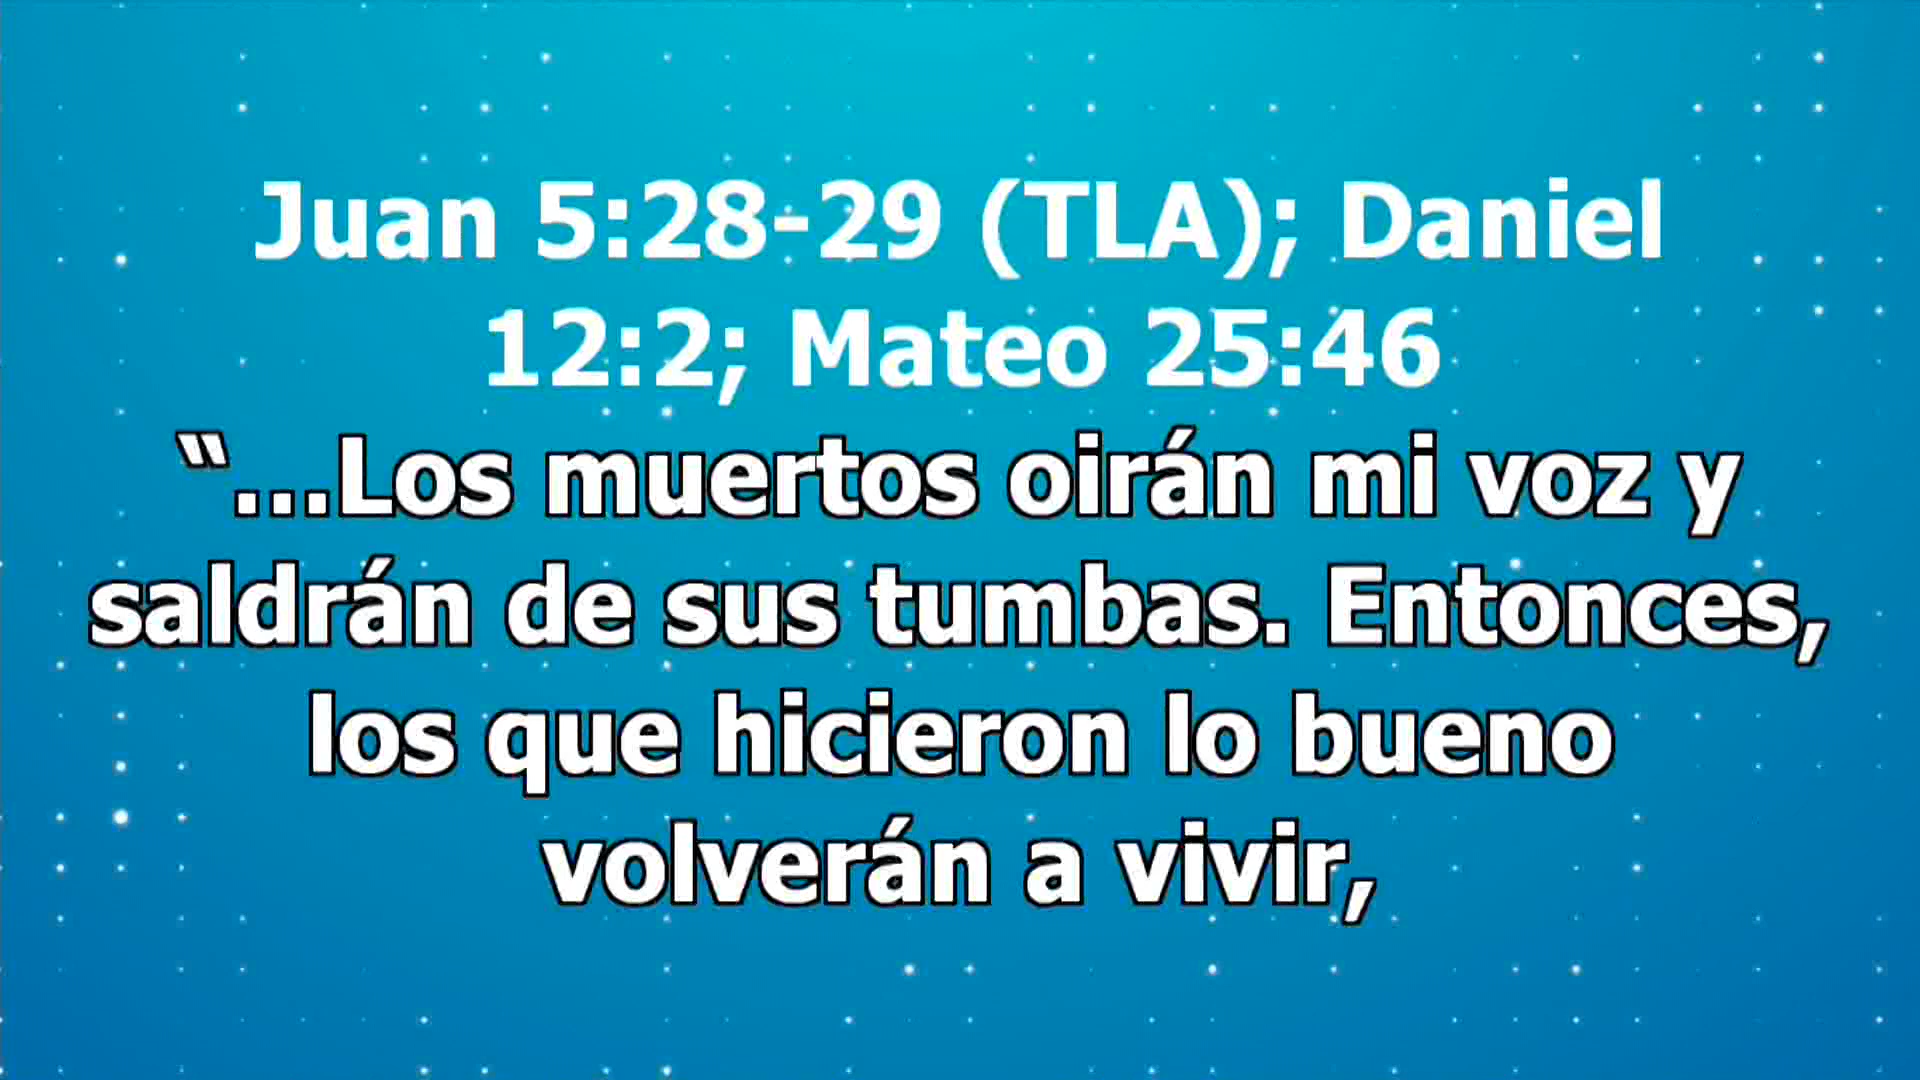 Juan 5:28-29 (TLA); Daniel
12:2; Mateo 25:46
“...Los muertos oirán mi voz y
saldrán de sus tumbas. Entonces,
los que hicieron lo bueno
volverán a vivir,